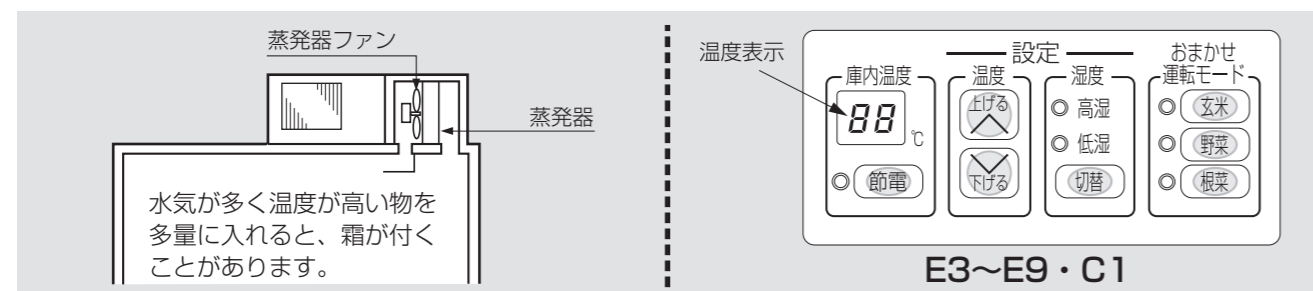 蒸発器ファン
蒸発器
水気が多く温度が高い物を
多量に入れると、霜が付く
ことがあります。
温度表示
設定
庫内温度
88
℃
節電
温度
上げる
下げる
湿度
高湿
低湿
切替
おまかせ
運転モード
玄米
野菜
根菜
E3～E9・C1